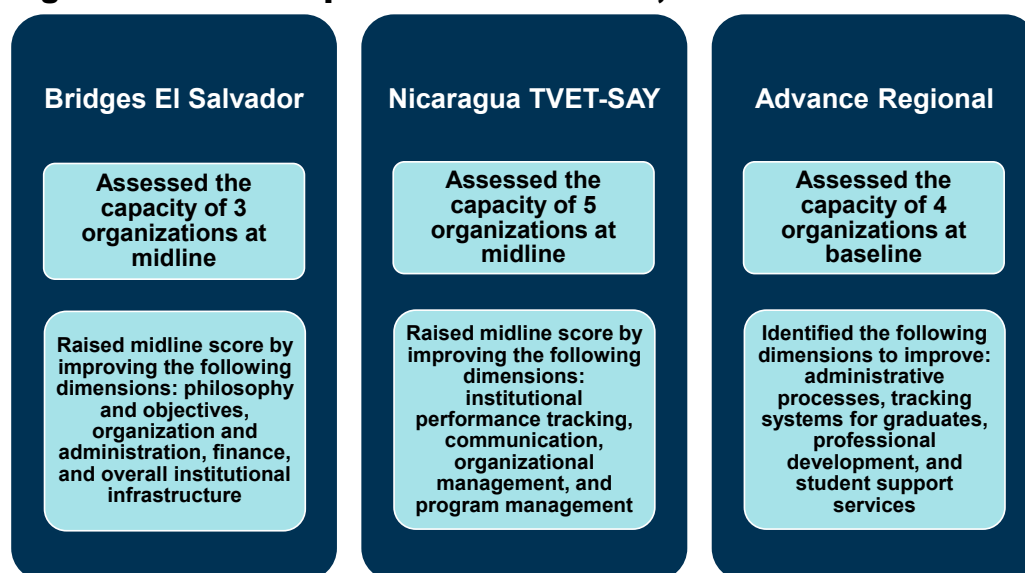 Bridges El Salvador
Assessed the
capacity of 3
organizations at
midline
Raised midline score by
improving the following
dimensions: philosophy
and objectives,
organization and
administration, finance,
and overall institutional
infrastructure
Nicaragua TVET-SAY
Assessed the
capacity of 5
organizations at
midline
Raised midline score by
improving the following
dimensions:
institutional
performance tracking,
communication,
organizational
management, and
program management
Advance Regional
Assessed the
capacity of 4
organizations at
baseline
Identified the following
dimensions to improve:
administrative
processes, tracking
systems for graduates,
professional
development, and
student support
services